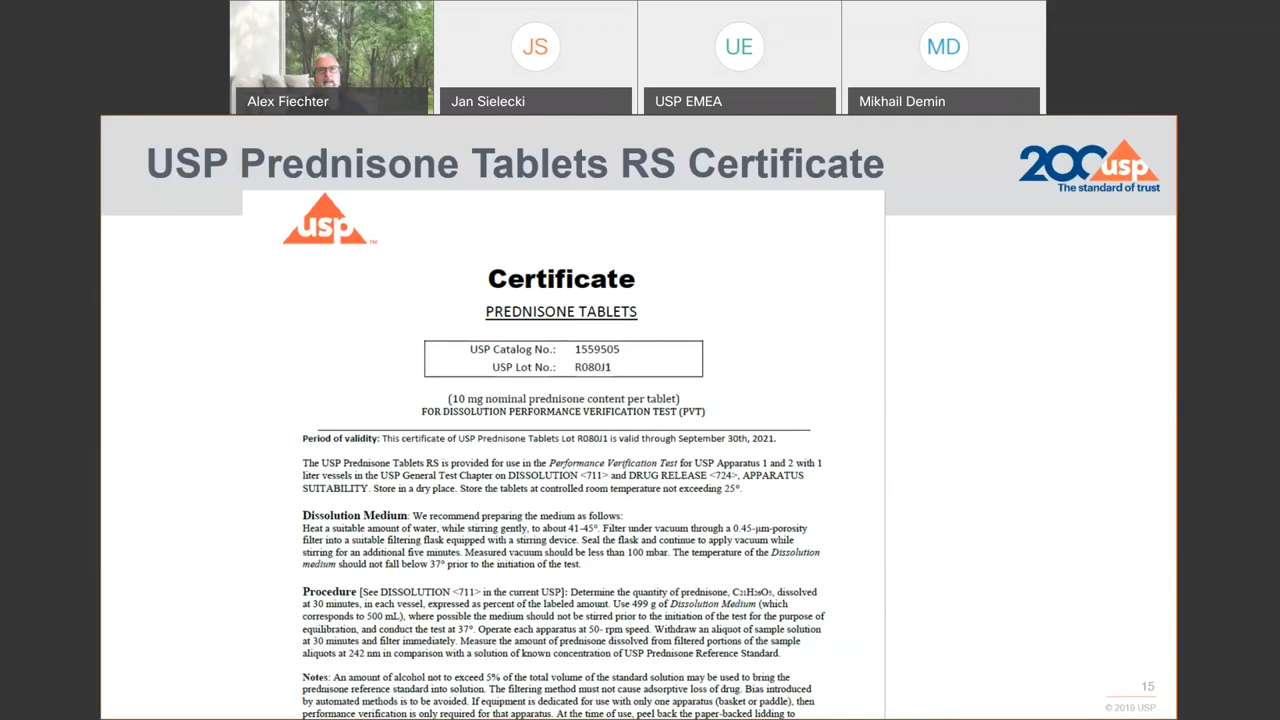 JS
UE
MD
Alex Fiechter
Jan Sielecki
USP EMEA
Mikhail Demin
USP Prednisone Tablets RS Certificate
200 usp
The standard of trust
usp™
Certificate
PREDNISONE TABLETS
USP Catalog No.: 1559505
USP Lot No.: R080J1
(10 mg nominal prednisone content per tablet)
FOR DISSOLUTION PERFORMANCE VERIFICATION TEST (PVT)
Period of validity: This certificate of USP Prednisone Tablets Lot R080J1 is valid through September 30th, 2021.
The USP Prednisone Tablets RS is provided for use in the Performance Verification Test for USP Apparatus 1 and 2 with 1
liter vessels in the USP General Test Chapter on DISSOLUTION <711> and DRUG RELEASE <724>, APPARATUS
SUITABILITY. Store in a dry place. Store the tablets at controlled room temperature not exceeding 25°.
Dissolution Medium: We recommend preparing the medium as follows:
Heat a suitable amount of water, while stirring gently, to about 41-45°. Filter under vacuum through a 0.45-μm-porosity
filter into a suitable filtering flask equipped with a stirring device. Seal the flask and continue to apply vacuum while
stirring for an additional five minutes. Measured vacuum should be less than 100 mbar. The temperature of the Dissolution
medium should not fall below 37° prior to the initiation of the test.
Procedure [See DISSOLUTION <711> in the current USP]: Determine the quantity of prednisone, C₂₁H₂₆O₅, dissolved
at 30 minutes, in each vessel, expressed as percent of the labeled amount. Use 499 g of Dissolution Medium (which
corresponds to 500 mL), where possible the medium should not be stirred prior to the initiation of the test for the purpose of
equilibration, and conduct the test at 37°. Operate each apparatus at 50- rpm speed. Withdraw an aliquot of sample solution
at 30 minutes and filter immediately. Measure the amount of prednisone dissolved from filtered portions of the sample
aliquots at 242 nm in comparison with a solution of known concentration of USP Prednisone Reference Standard.
Notes: An amount of alcohol not to exceed 5% of the total volume of the standard solution may be used to bring the
prednisone reference standard into solution. The filtering method must not cause adsorptive loss of drug. Bias introduced
by automated methods is to be avoided. If equipment is dedicated for use with only one apparatus (basket or paddle), then
performance verification is only required for that apparatus. At the time of use, peel back the paper-backed lidding to
15
© 2019 USP